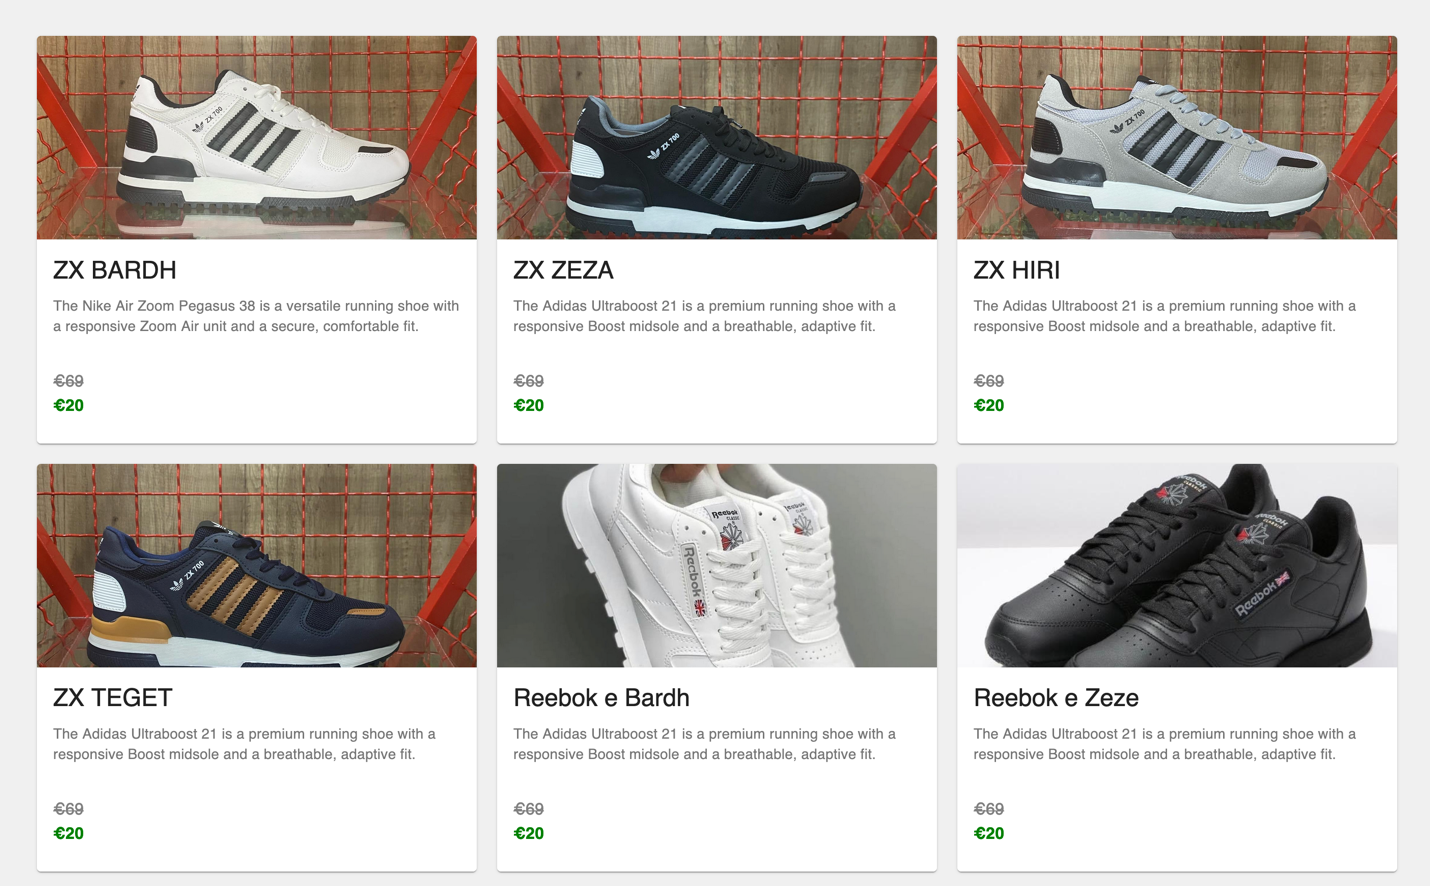 ZX 700
ZX 700
ZX 700
ZX BARDH
ZX ZEZA
ZX HIRI
The Nike Air Zoom Pegasus 38 is a versatile running shoe with
a responsive Zoom Air unit and a secure, comfortable fit.
The Adidas Ultraboost 21 is a premium running shoe with a
responsive Boost midsole and a breathable, adaptive fit.
The Adidas Ultraboost 21 is a premium running shoe with a
responsive Boost midsole and a breathable, adaptive fit.
€69
€20
€69
€20
€69
€20
ZX 700
Reebok
CLASSIC
Reebok
Reebok
Reebok
CLASSIC
Reebok
CLASSIC
Reebok
ZX TEGET
Reebok e Bardh
Reebok e Zeze
The Adidas Ultraboost 21 is a premium running shoe with a
responsive Boost midsole and a breathable, adaptive fit.
The Adidas Ultraboost 21 is a premium running shoe with a
responsive Boost midsole and a breathable, adaptive fit.
The Adidas Ultraboost 21 is a premium running shoe with a
responsive Boost midsole and a breathable, adaptive fit.
€69
€20
€69
€20
€69
€20